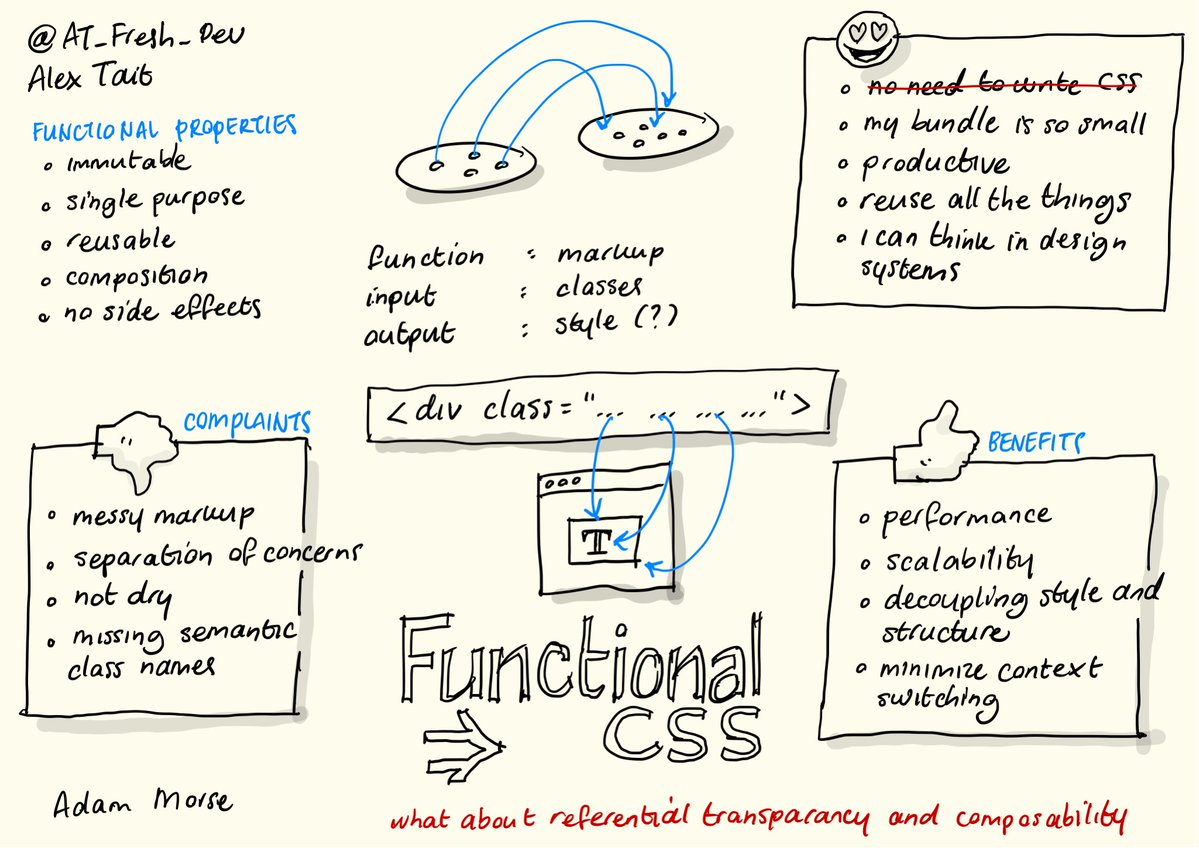 @AT_Fresh_Dev
Alex Tait
FUNCTIONAL PROPERTIES
• immutable
• single purpose
• reusable
• composition
• no side effects
function : markup
input : classes
output : style (?)
• no need to write CSS
• my bundle is so small
• productive
• reuse all the things
• I can think in design
systems
<div class="... ... ... ...">
T
COMPLAINTS
• messy markup
• separation of concerns
• not dry
• missing semantic
class names
BENEFITS
• performance
• scalability
• decoupling style and
structure
• minimize context
switching
Functional
CSS
Adam Morse
what about referential transparancy and composability